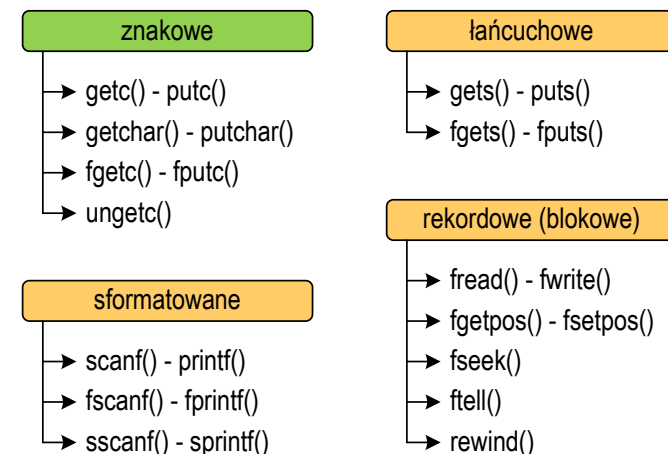 znakowe
getc() - putc()
getchar() - putchar()
fgetc() - fputc()
ungetc()
sformatowane
scanf() - printf()
fscanf() - fprintf()
sscanf() - sprintf()
łańcuchowe
gets() - puts()
fgets() - fputs()
rekordowe (blokowe)
fread() - fwrite()
fgetpos() - fsetpos()
fseek()
ftell()
rewind()